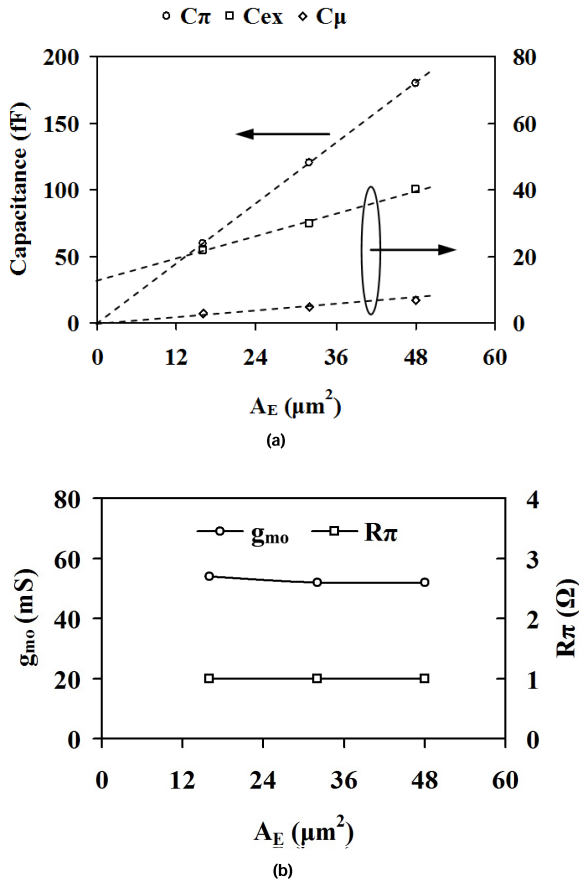 Cπ Cex Cμ
200 80
150 60
Capacitance (fF)
100 40
50 20
0 0
0 12 24 36 48 60
A_E (μm²)
(a)
80 4
g_mo Rπ
60 3
g_mo (mS)
Rπ (Ω)
40 2
20 1
0 0
0 12 24 36 48 60
A_E (μm²)
(b)